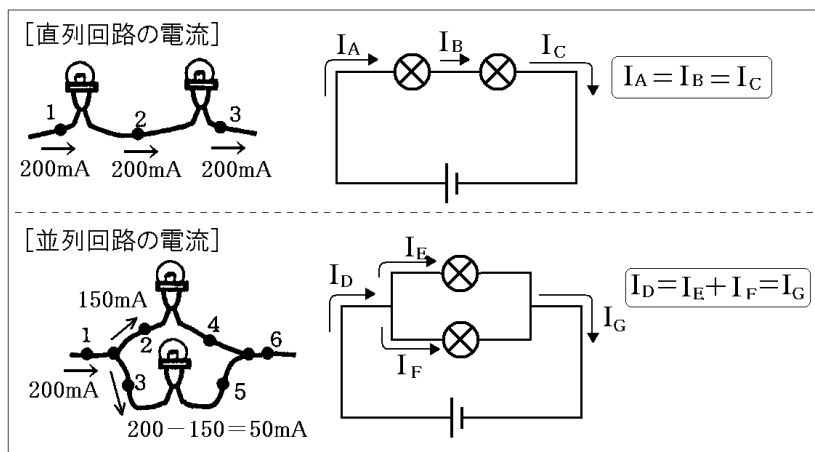 [直列回路の電流]
1
2
3
200mA
200mA
200mA
IA
IB
IC
IA=IB=IC
[並列回路の電流]
150mA
1
2
3
4
5
6
200mA
200-150=50mA
ID
IE
IF
IG
ID=IE+IF=IG